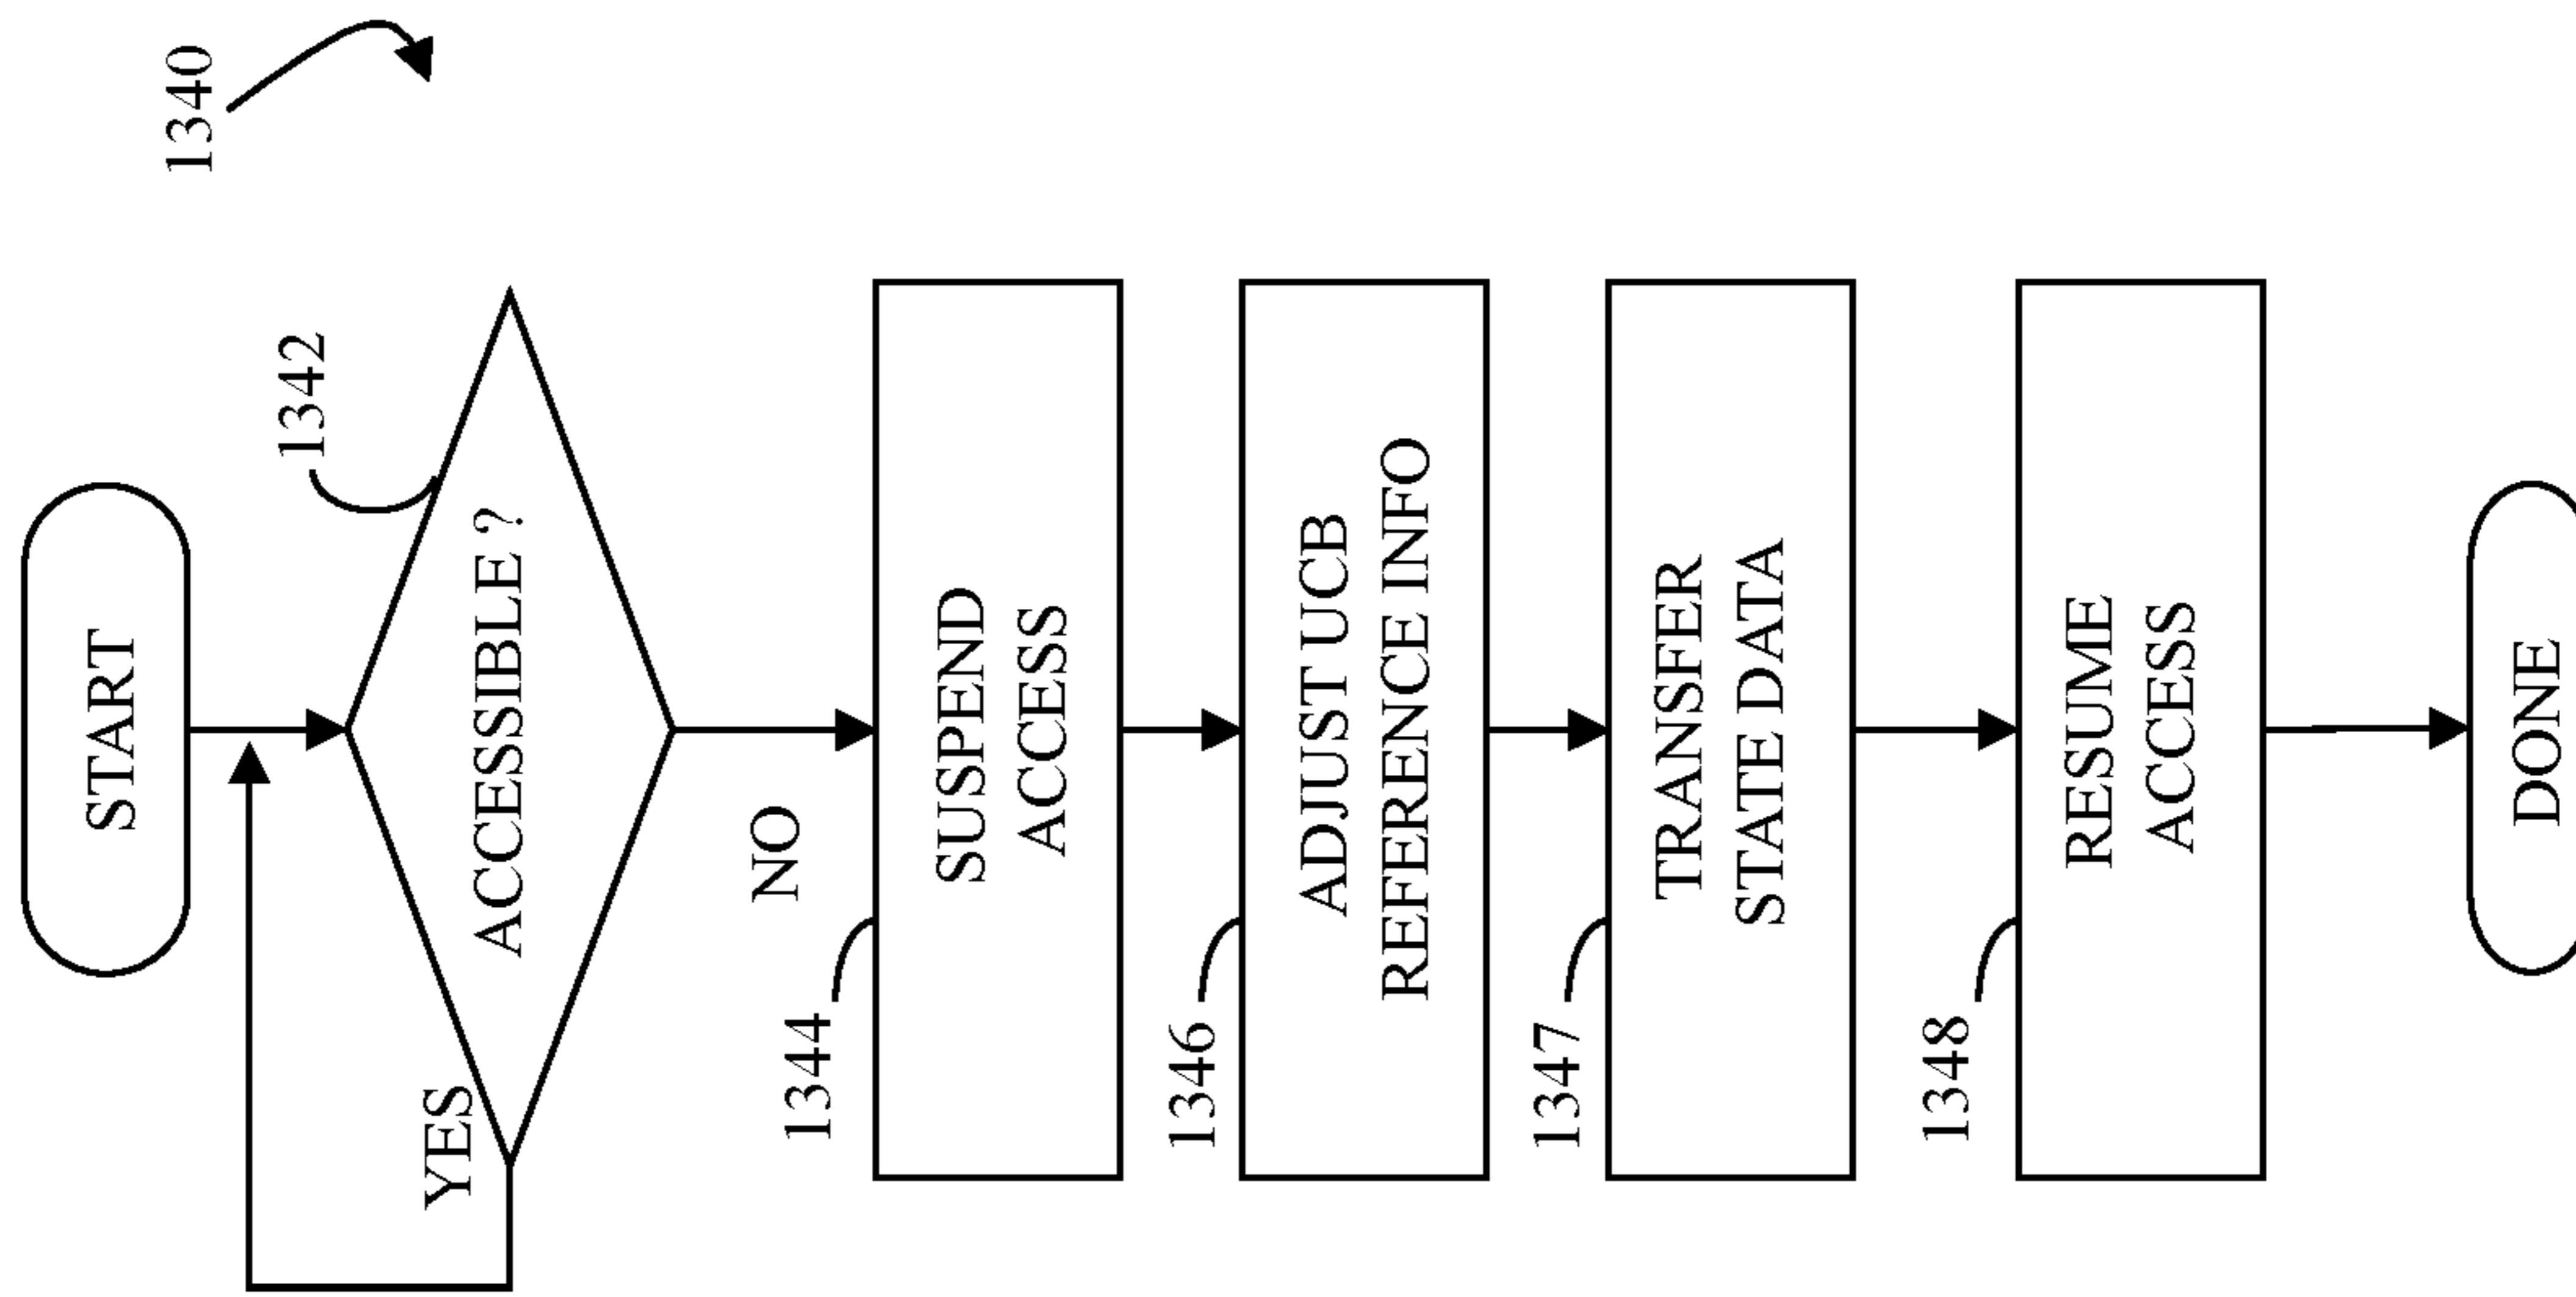 1340
START
1342
ACCESSIBLE ?
YES
NO
1344
SUSPEND
ACCESS
1346
ADJUST UCB
REFERENCE INFO
1347
TRANSFER
STATE DATA
1348
RESUME
ACCESS
DONE